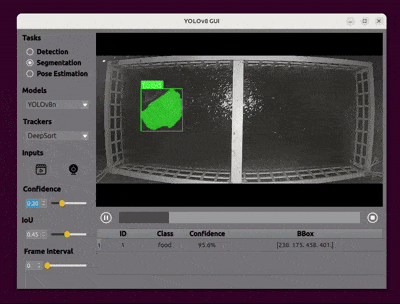 YOLOv8 GUI
Tasks
Detection
Segmentation
Pose Estimation
Models
YOLOv8n
Trackers
DeepSort
Inputs
Confidence
0.30
IoU
0.45
Frame Interval
0
ID Class Confidence BBox
1 1 Food 95.6% [238, 175, 458, 401,]